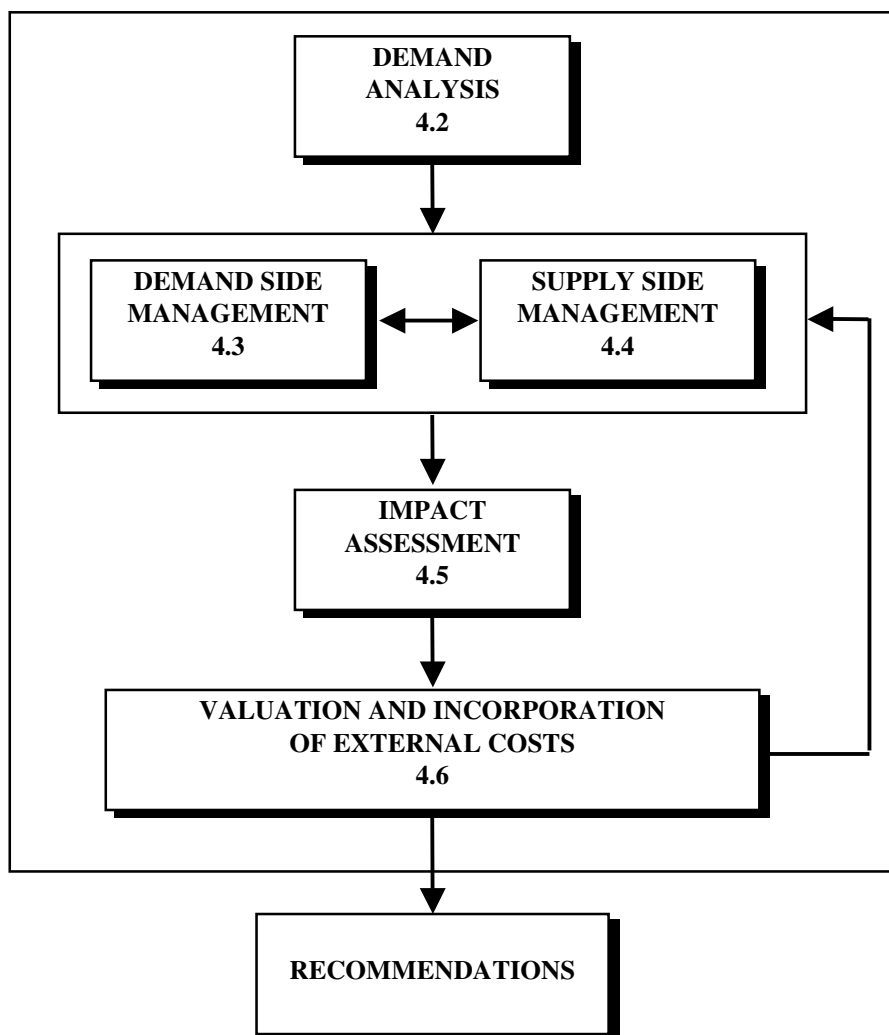 DEMAND
ANALYSIS
4.2
DEMAND SIDE
MANAGEMENT
4.3
SUPPLY SIDE
MANAGEMENT
4.4
IMPACT
ASSESSMENT
4.5
VALUATION AND INCORPORATION
OF EXTERNAL COSTS
4.6
RECOMMENDATIONS